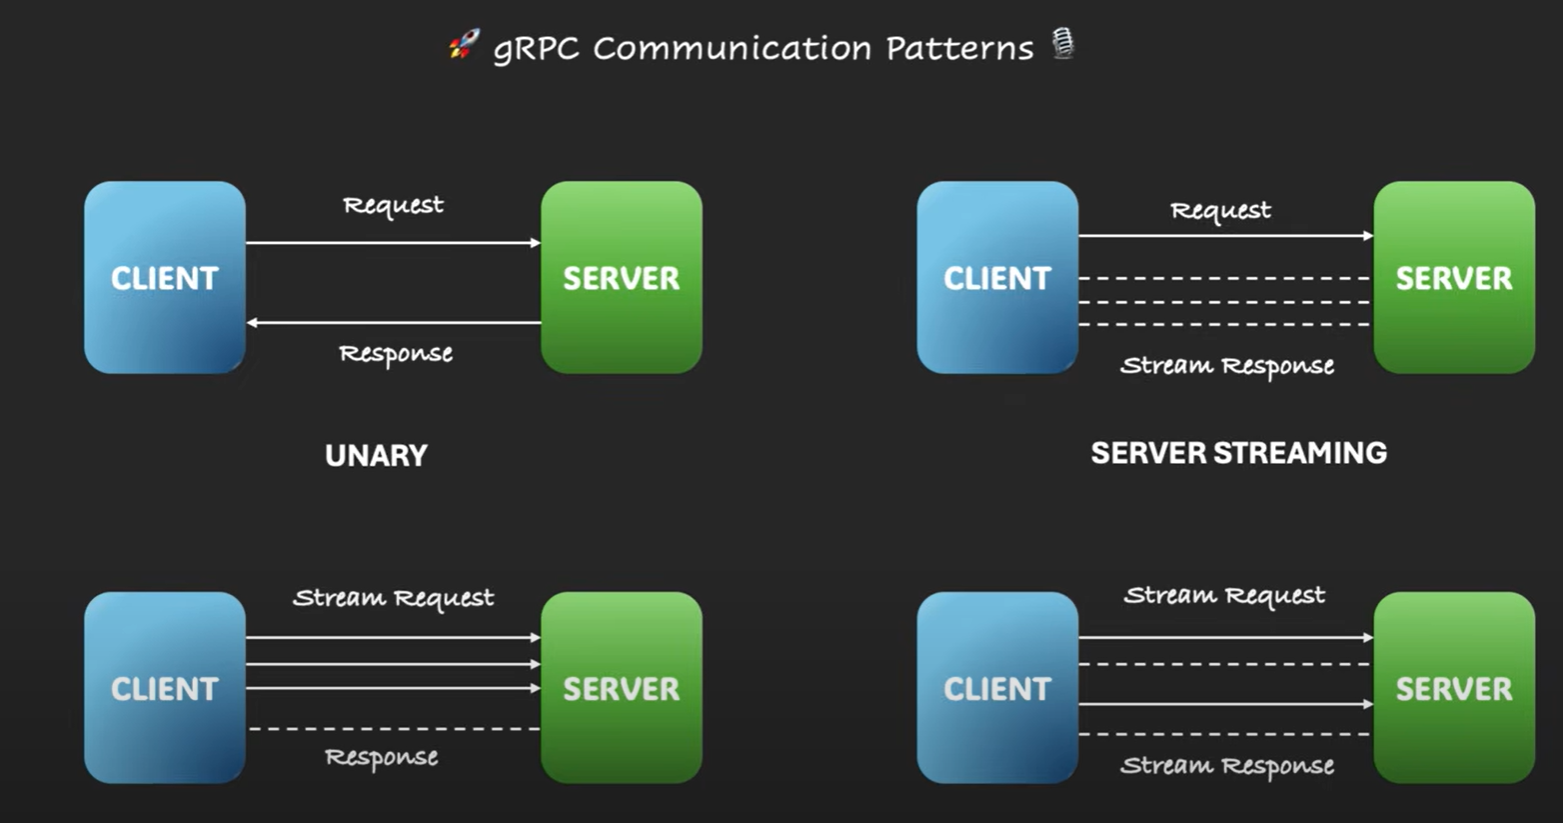 🚀 gRPC Communication Patterns 🎙️
Request
CLIENT
SERVER
Response
UNARY
Request
CLIENT
SERVER
Stream Response
SERVER STREAMING
Stream Request
CLIENT
SERVER
Response
Stream Request
CLIENT
SERVER
Stream Response